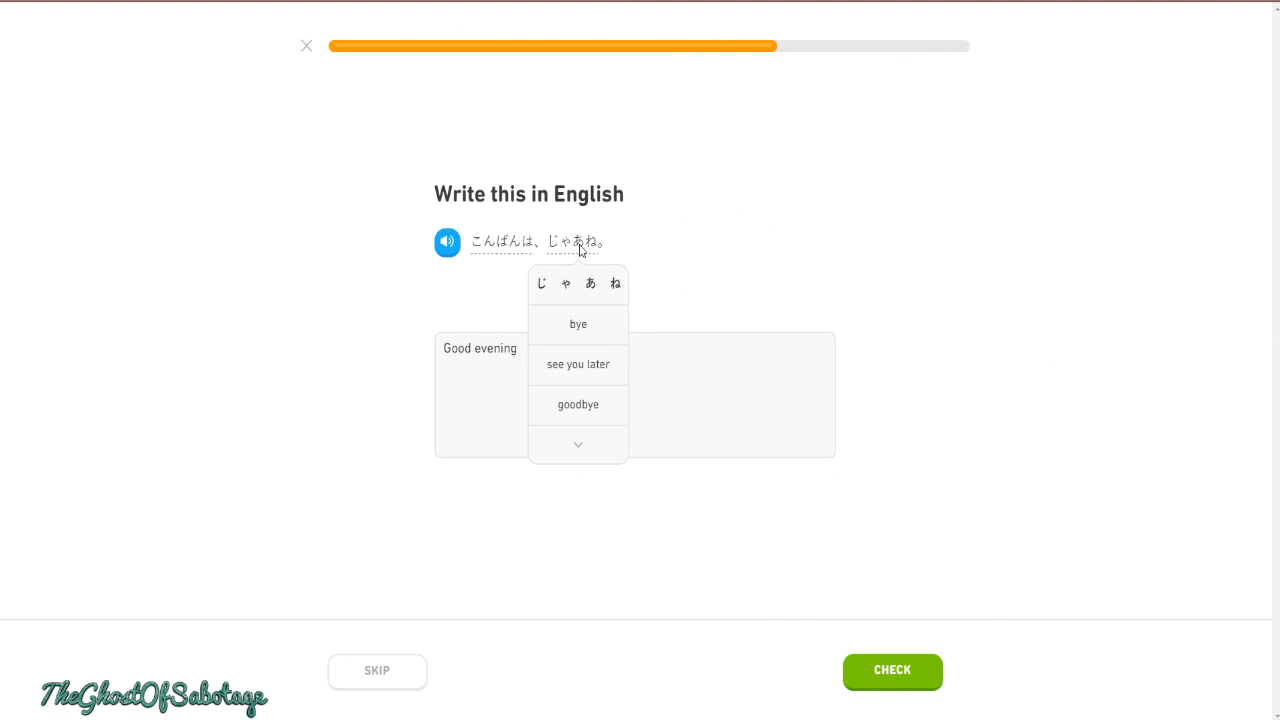 Write this in English
こんばんは、じゃあね。
じ ゃ あ ね
bye
Good evening
see you later
goodbye
SKIP
CHECK
TheGhostOfSabotage